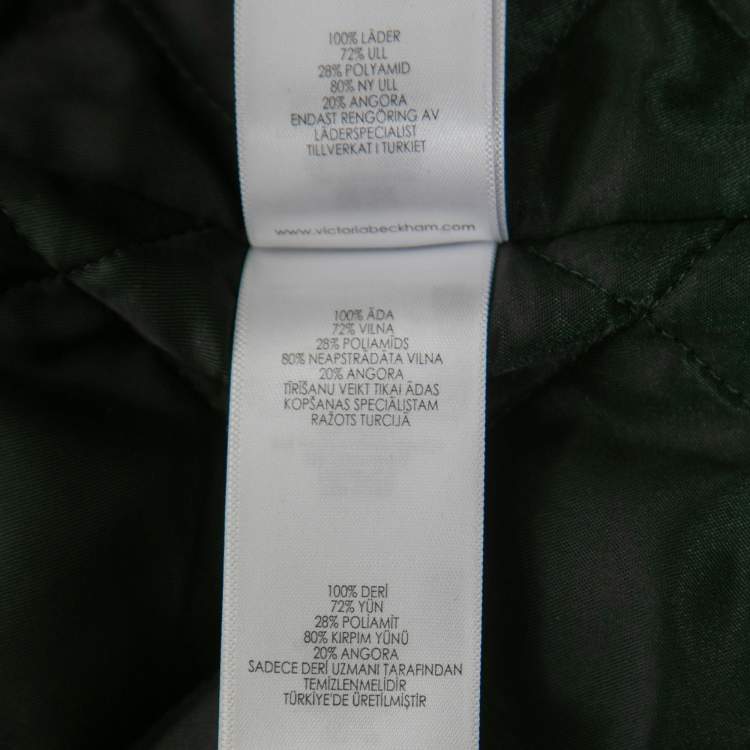 100% LÄDER
72% ULL
28% POLYAMID
80% NY ULL
20% ANGORA
ENDAST RENGÖRING AV
LÄDERSPECIALIST
TILLVERKAT I TURKIET
www.victoriabeckham.com
100% ĀDA
72% VILNA
28% POLIAMĪDS
80% NEAPSTRĀDĀTA VILNA
20% ANGORA
TĪRĪŠANU VEIKT TIKAI ĀDAS
KOPŠANAS SPECIĀLISTAM
RAŽOTS TURCIJĀ
100% DERİ
72% YÜN
28% POLİAMİT
80% KIRPIM YÜNÜ
20% ANGORA
SADECE DERİ UZMANI TARAFINDAN
TEMİZLENMELİDİR
TÜRKİYE'DE ÜRETİLMİŞTİR